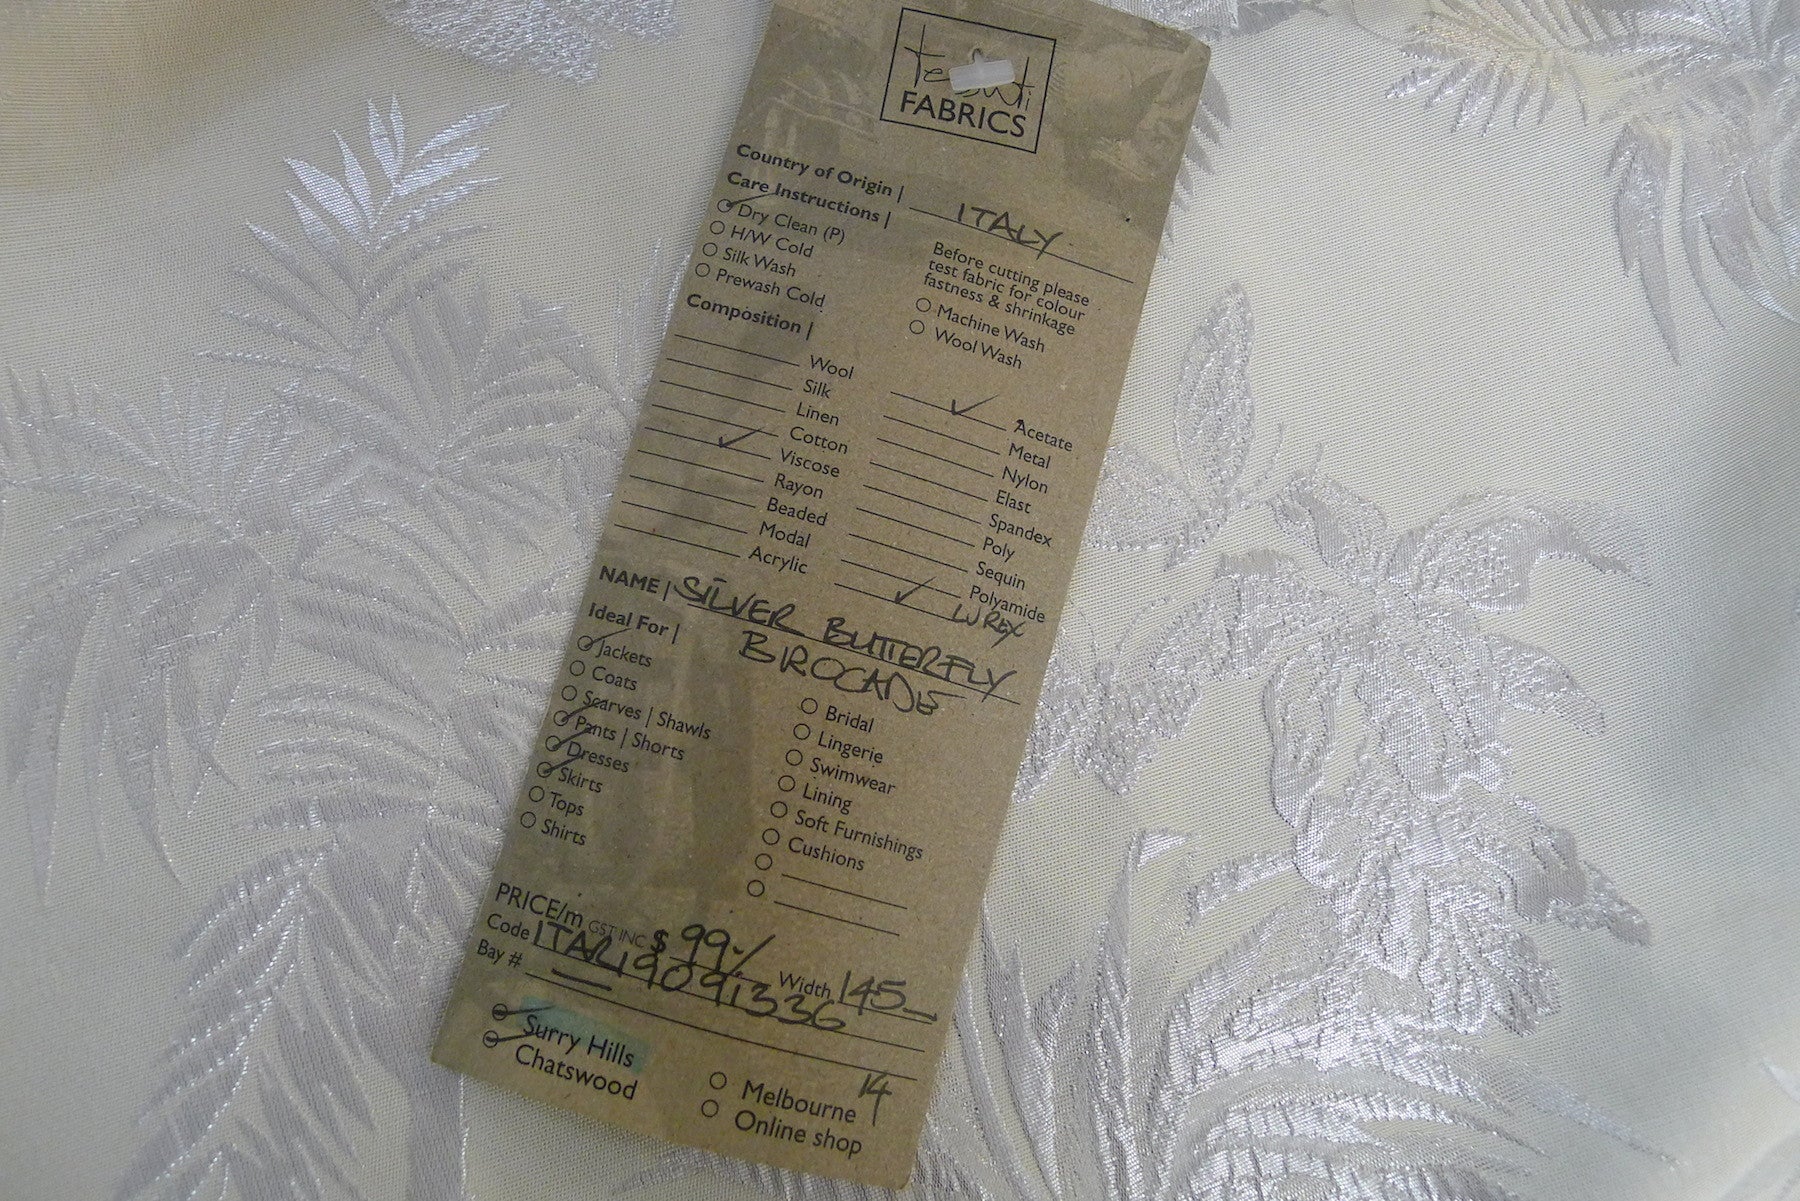 FABRICS
Country of Origin | ITALY
Care Instructions |
Dry Clean (P)
H/W Cold
Silk Wash
Prewash Cold
Before cutting please
test fabric for colour
fastness & shrinkage
Machine Wash
Wool Wash
Composition |
Wool
Silk
Linen
Cotton
Viscose
Rayon
Beaded
Modal
Acrylic
Acetate
Metal
Nylon
Elast
Spandex
Poly
Sequin
Polyamide
LUREX
NAME | SILVER BUTTERFLY
BROCADE
Ideal For |
Jackets
Coats
Scarves | Shawls
Pants | Shorts
Dresses
Skirts
Tops
Shirts
Bridal
Lingerie
Swimwear
Lining
Soft Furnishings
Cushions
PRICE/m GST INC $ 99-/. Width 145
Code 19091336
Bay #
14
Surry Hills
Chatswood
Melbourne
Online shop